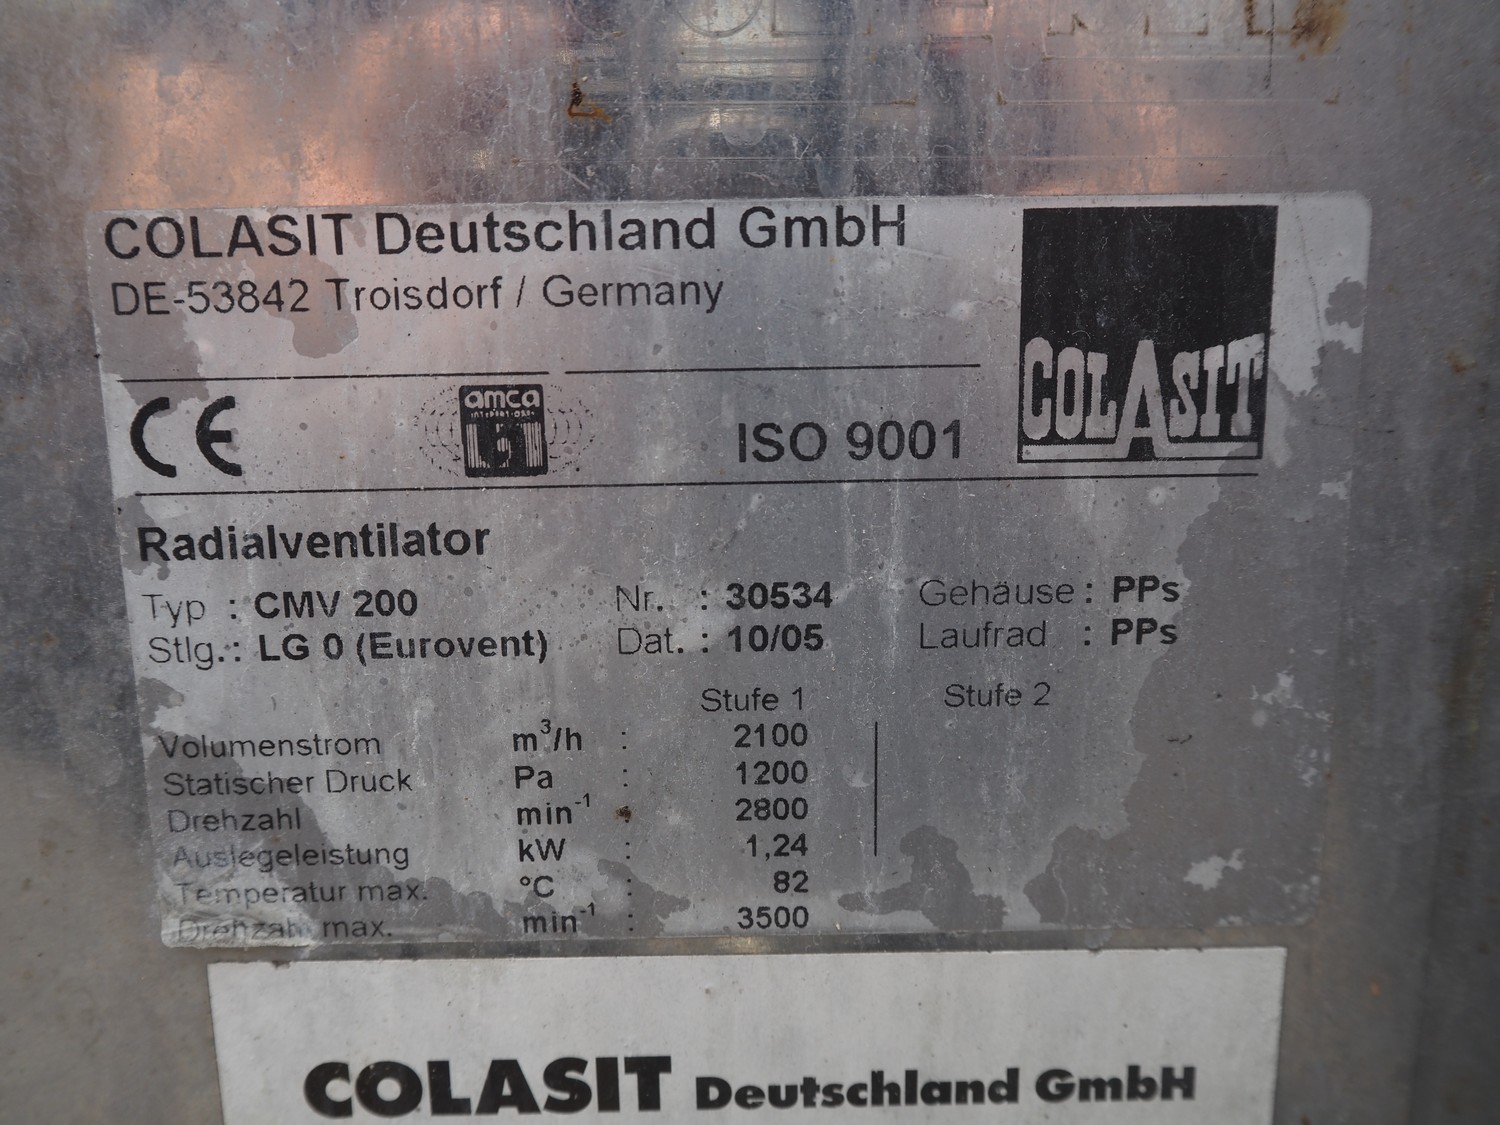 COLASIT Deutschland GmbH
DE-53842 Troisdorf / Germany
COLASIT
CE
amca
ISO 9001
Radialventilator
Typ : CMV 200 Nr. : 30534 Gehäuse : PPs
Stlg. : LG 0 (Eurovent) Dat. : 10/05 Laufrad : PPs
Stufe 1 Stufe 2
Volumenstrom m³/h : 2100
Statischer Druck Pa : 1200
Drehzahl min⁻¹ : 2800
Auslegeleistung kW : 1,24
Temperatur max. °C : 82
Drehzahl max. min⁻¹ : 3500
COLASIT Deutschland GmbH